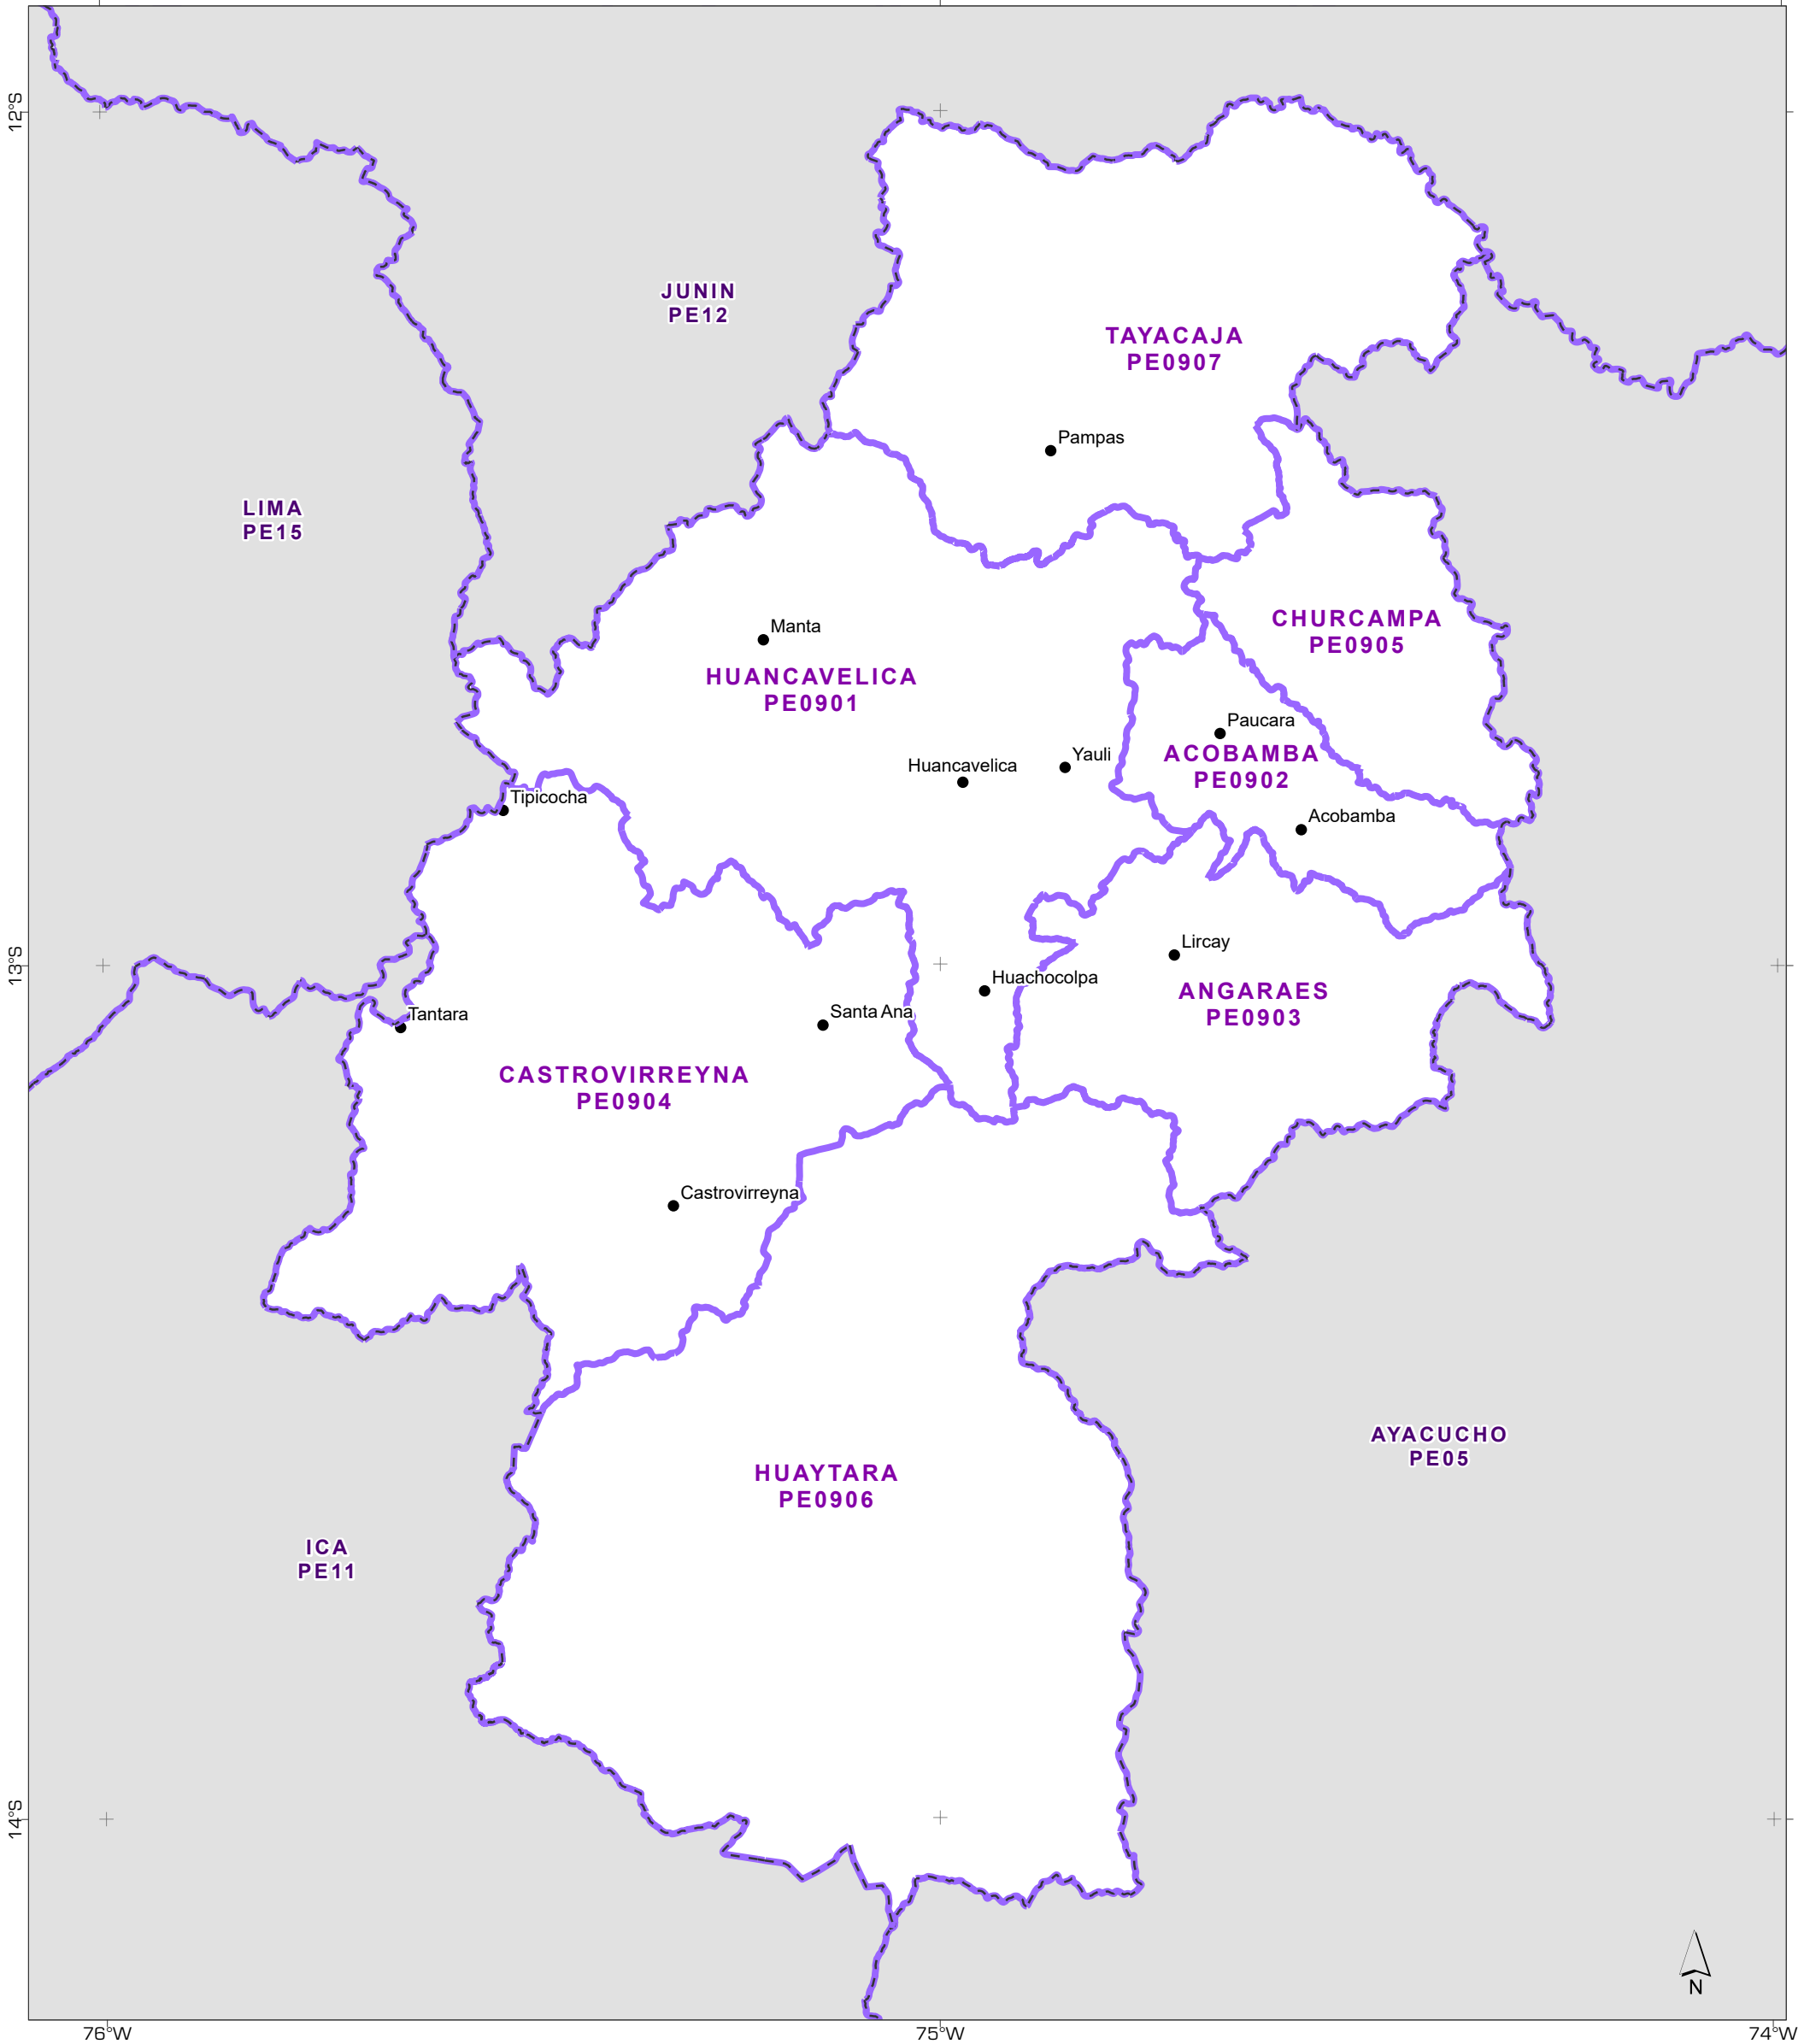 12°S
JUNIN
PE12
TAYACAJA
PE0907
Pampas
LIMA
PE15
CHURCAMPA
PE0905
Manta
HUANCAVELICA
PE0901
Paucara
ACOBAMBA
PE0902
Yauli
Huancavelica
Tipicocha
Acobamba
13°S
Lircay
Huachocolpa
ANGARAES
PE0903
Santa Ana
Tantara
CASTROVIRREYNA
PE0904
Castrovirreyna
AYACUCHO
PE05
HUAYTARA
PE0906
ICA
PE11
14°S
N
76°W
75°W
74°W